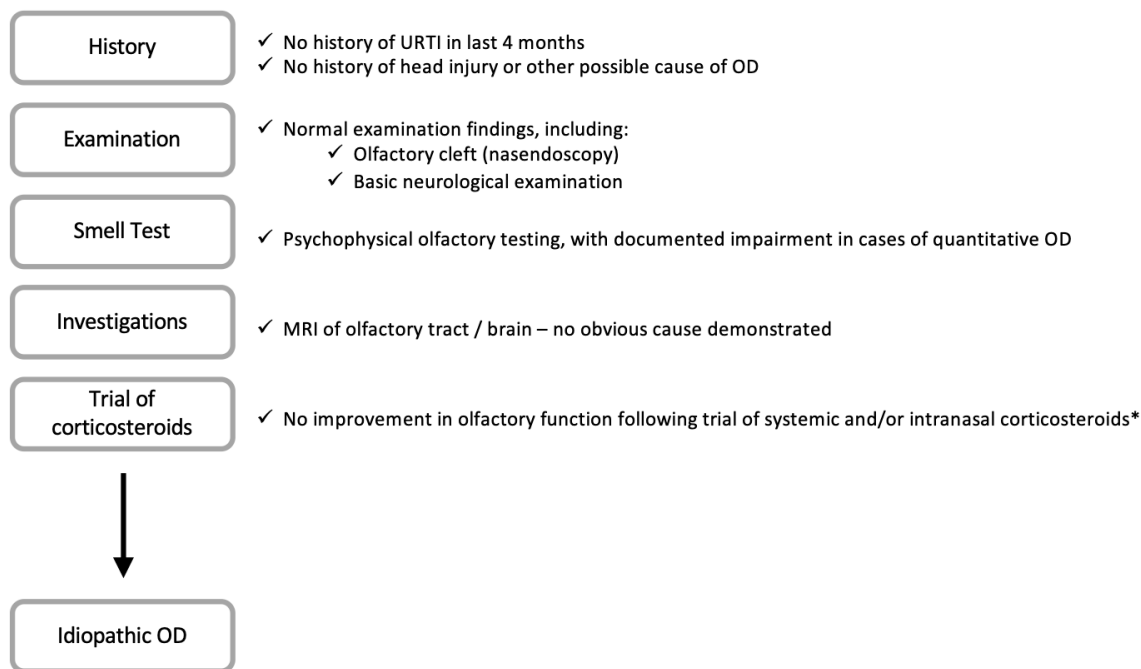 History
✓ No history of URTI in last 4 months
✓ No history of head injury or other possible cause of OD
Examination
✓ Normal examination findings, including:
✓ Olfactory cleft (nasendoscopy)
✓ Basic neurological examination
Smell Test
✓ Psychophysical olfactory testing, with documented impairment in cases of quantitative OD
Investigations
✓ MRI of olfactory tract / brain – no obvious cause demonstrated
Trial of
corticosteroids
✓ No improvement in olfactory function following trial of systemic and/or intranasal corticosteroids*
Idiopathic OD